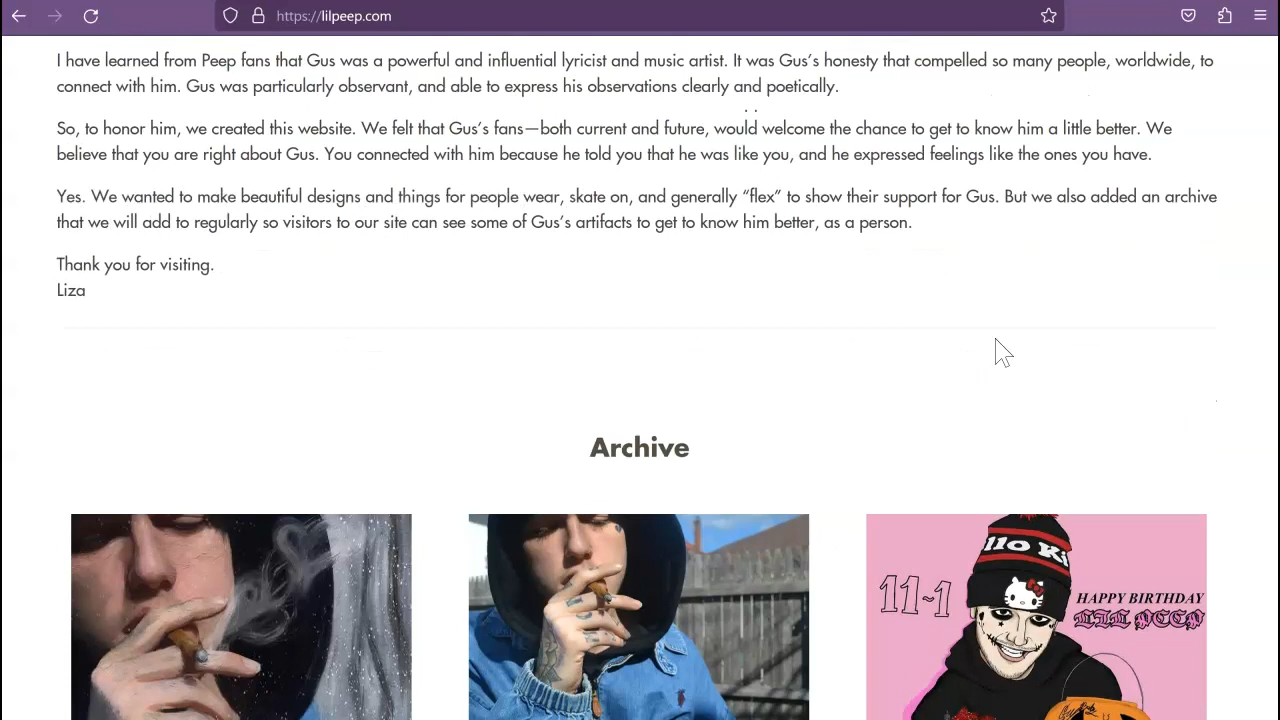 https://lilpeep.com
I have learned from Peep fans that Gus was a powerful and influential lyricist and music artist. It was Gus's honesty that compelled so many people, worldwide, to
connect with him. Gus was particularly observant, and able to express his observations clearly and poetically.
So, to honor him, we created this website. We felt that Gus's fans—both current and future, would welcome the chance to get to know him a little better. We
believe that you are right about Gus. You connected with him because he told you that he was like you, and he expressed feelings like the ones you have.
Yes. We wanted to make beautiful designs and things for people wear, skate on, and generally “flex” to show their support for Gus. But we also added an archive
that we will add to regularly so visitors to our site can see some of Gus's artifacts to get to know him better, as a person.
Thank you for visiting.
Liza
Archive
llo Ki
11~1
HAPPY BIRTHDAY
LIL PEEP